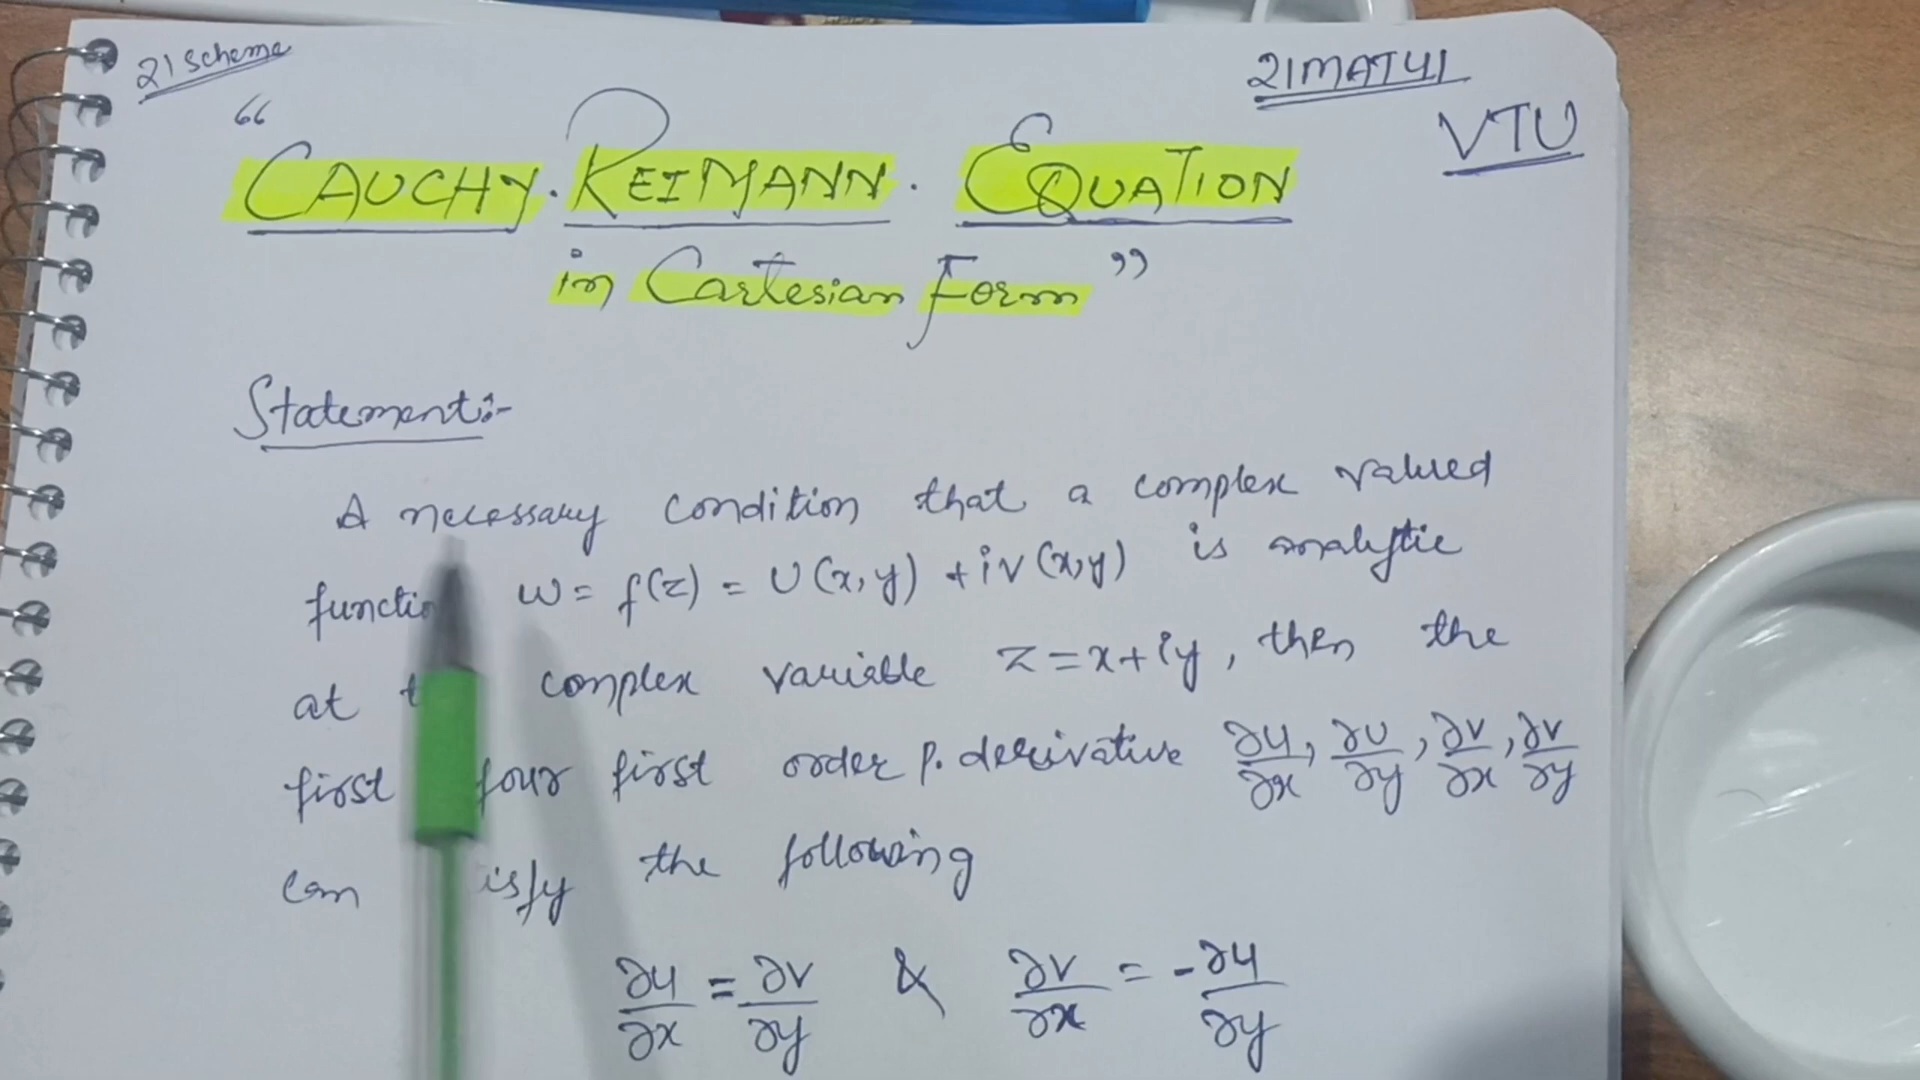 21 Scheme
21MAT41
VTU
“CAUCHY. REIMANN. EQUATION
in Cartesian Form”
Statement:-
A necessary condition that a complex valued
w = f(z) = U(x,y) + iv(x,y) is analytic
at complex variable z=x+iy, then the
first four first order p. derivative ∂u/∂x, ∂u/∂y, ∂v/∂x, ∂v/∂y
can the following
∂u/∂x = ∂v/∂y & ∂v/∂x = -∂u/∂y